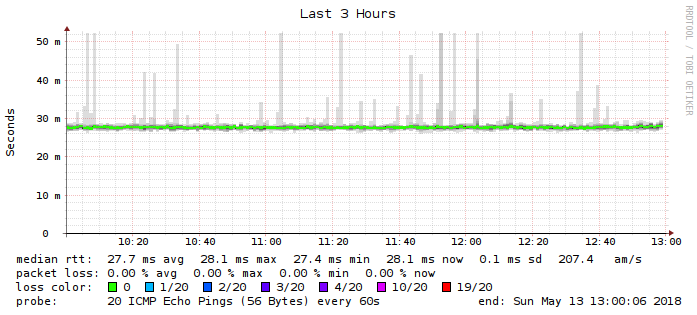 Last 3 Hours
RRDTOOL / TOBI OETIKER
Seconds
50 m
40 m
30 m
20 m
10 m
0
10:20 10:40 11:00 11:20 11:40 12:00 12:20 12:40 13:00
median rtt: 27.7 ms avg 28.1 ms max 27.4 ms min 28.1 ms now 0.1 ms sd 207.4 am/s
packet loss: 0.00 % avg 0.00 % max 0.00 % min 0.00 % now
loss color: 0 1/20 2/20 3/20 4/20 10/20 19/20
probe: 20 ICMP Echo Pings (56 Bytes) every 60s end: Sun May 13 13:00:06 2018